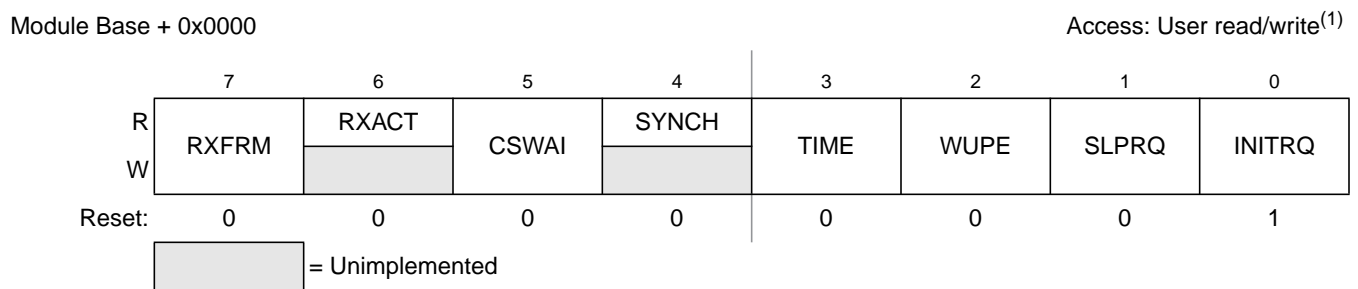 Module Base + 0x0000 Access: User read/write(1)
7 6 5 4 3 2 1 0
R RXFRM RXACT CSWAI SYNCH TIME WUPE SLPRQ INITRQ
W
Reset: 0 0 0 0 0 0 0 1
= Unimplemented